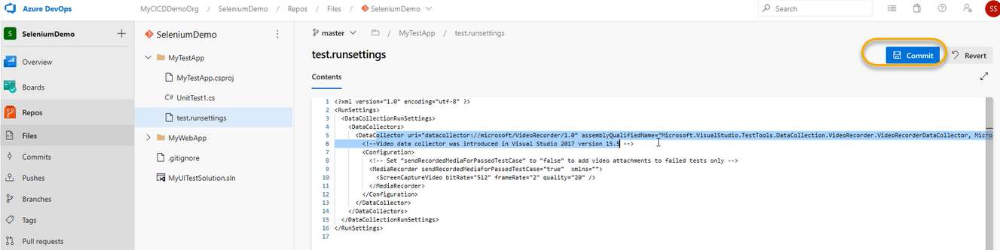 Azure DevOps
MyCICDDemoOrg / SeleniumDemo / Repos / Files / SeleniumDemo
Search
SS
S SeleniumDemo
Overview
Boards
Repos
Files
Commits
Pushes
Branches
Tags
Pull requests
SeleniumDemo
MyTestApp
MyTestApp.csproj
C# UnitTest1.cs
test.runsettings
MyWebApp
.gitignore
MyUITestSolution.sln
master / MyTestApp / test.runsettings
test.runsettings
Commit
Revert
Contents
1 <?xml version="1.0" encoding="utf-8" ?>
2 <RunSettings>
3 <DataCollectionRunSettings>
4 <DataCollectors>
5 <DataCollector uri="datacollector://microsoft/VideoRecorder/1.0" assemblyQualifiedName="Microsoft.VisualStudio.TestTools.DataCollection.VideoRecorder.VideoRecorderDataCollector, Micro
6 <!--Video data collector was introduced in Visual Studio 2017 version 15.5 -->
7 <Configuration>
8 <!-- Set "sendRecordedMediaForPassedTestCase" to "false" to add video attachments to failed tests only -->
9 <MediaRecorder sendRecordedMediaForPassedTestCase="true" xmlns="">
10 <ScreenCaptureVideo bitRate="512" frameRate="2" quality="20" />
11 </MediaRecorder>
12 </Configuration>
13 </DataCollector>
14 </DataCollectors>
15 </DataCollectionRunSettings>
16 </RunSettings>
17